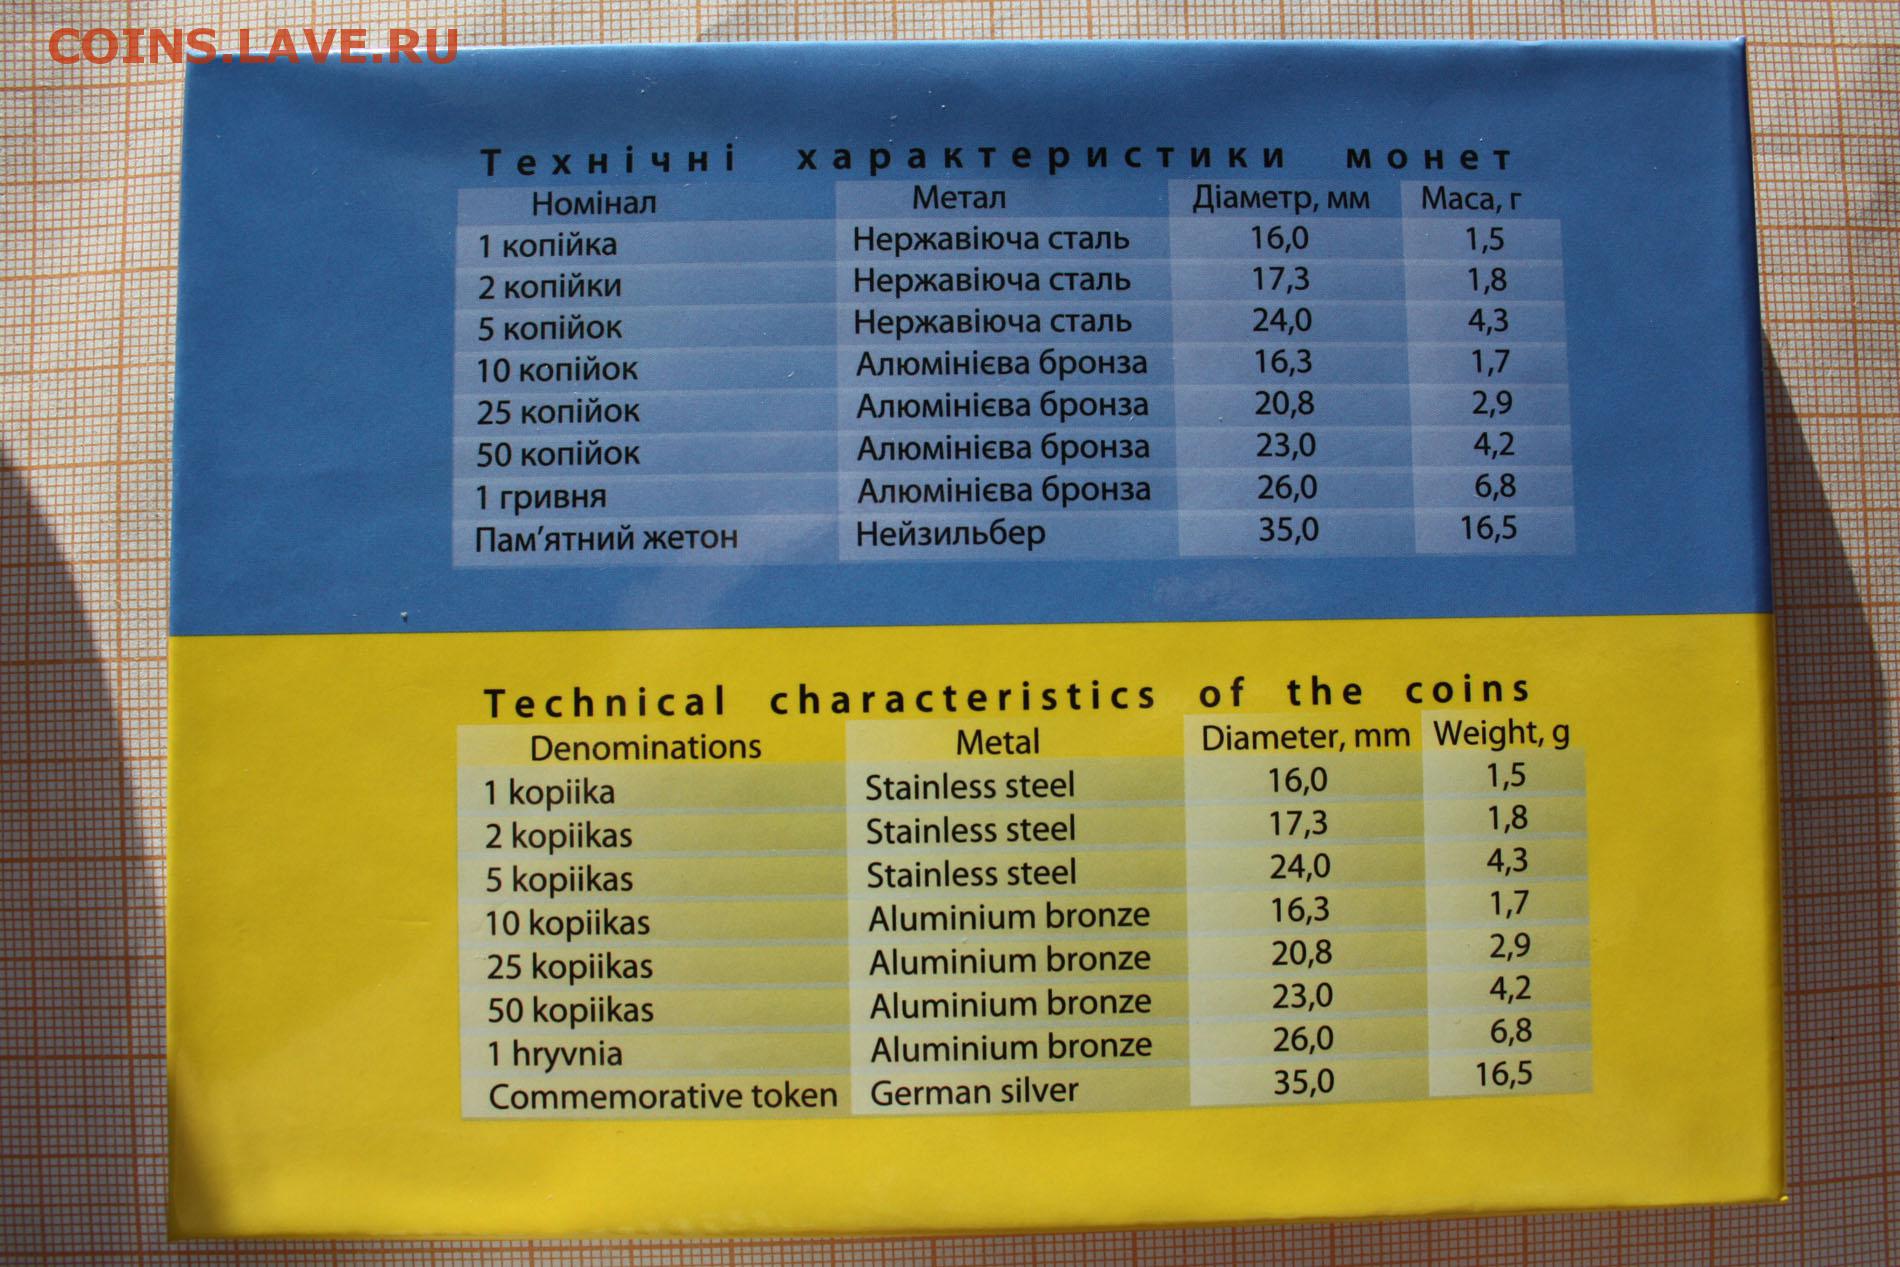 COINS.LAVE.RU
Технічні характеристики монет
Номінал Метал Діаметр, мм Маса, г
1 копійка Нержавіюча сталь 16,0 1,5
2 копійки Нержавіюча сталь 17,3 1,8
5 копійок Нержавіюча сталь 24,0 4,3
10 копійок Алюмінієва бронза 16,3 1,7
25 копійок Алюмінієва бронза 20,8 2,9
50 копійок Алюмінієва бронза 23,0 4,2
1 гривня Алюмінієва бронза 26,0 6,8
Пам’ятний жетон Нейзильбер 35,0 16,5
Technical characteristics of the coins
Denominations Metal Diameter, mm Weight, g
1 kopiika Stainless steel 16,0 1,5
2 kopiikas Stainless steel 17,3 1,8
5 kopiikas Stainless steel 24,0 4,3
10 kopiikas Aluminium bronze 16,3 1,7
25 kopiikas Aluminium bronze 20,8 2,9
50 kopiikas Aluminium bronze 23,0 4,2
1 hryvnia Aluminium bronze 26,0 6,8
Commemorative token German silver 35,0 16,5